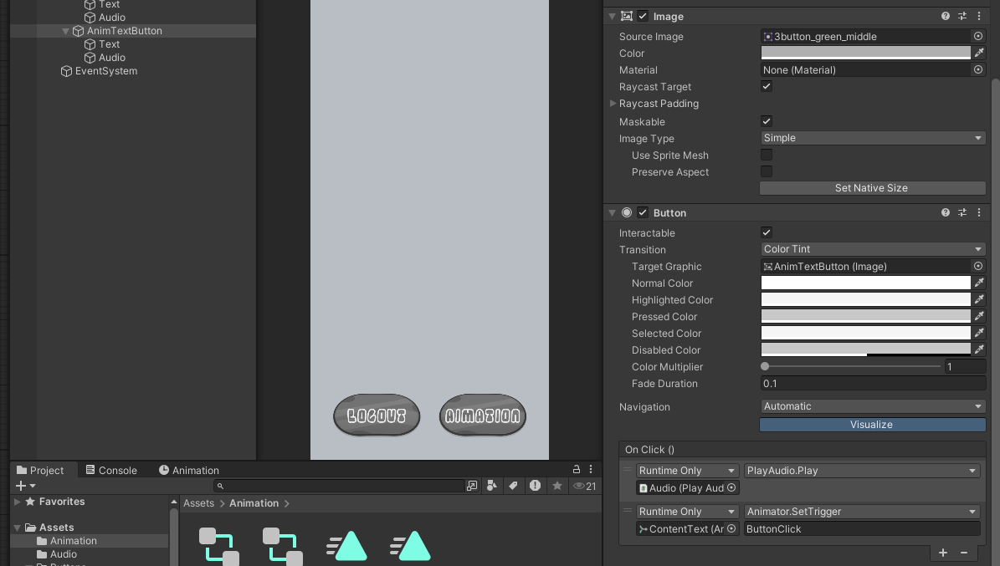 Text
Audio
AnimTextButton
Text
Audio
EventSystem
LOGOUT
AIMATION
Image
Source Image
3button_green_middle
Color
Material
None (Material)
Raycast Target
Raycast Padding
Maskable
Image Type
Simple
Use Sprite Mesh
Preserve Aspect
Set Native Size
Button
Interactable
Transition
Color Tint
Target Graphic
AnimTextButton (Image)
Normal Color
Highlighted Color
Pressed Color
Selected Color
Disabled Color
Color Multiplier
1
Fade Duration
0.1
Navigation
Automatic
Visualize
On Click ()
Runtime Only
PlayAudio.Play
Audio (Play Aud
Runtime Only
Animator.SetTrigger
ContentText (Ar
ButtonClick
Project
Console
Animation
21
Favorites
Assets > Animation >
Assets
Animation
Audio